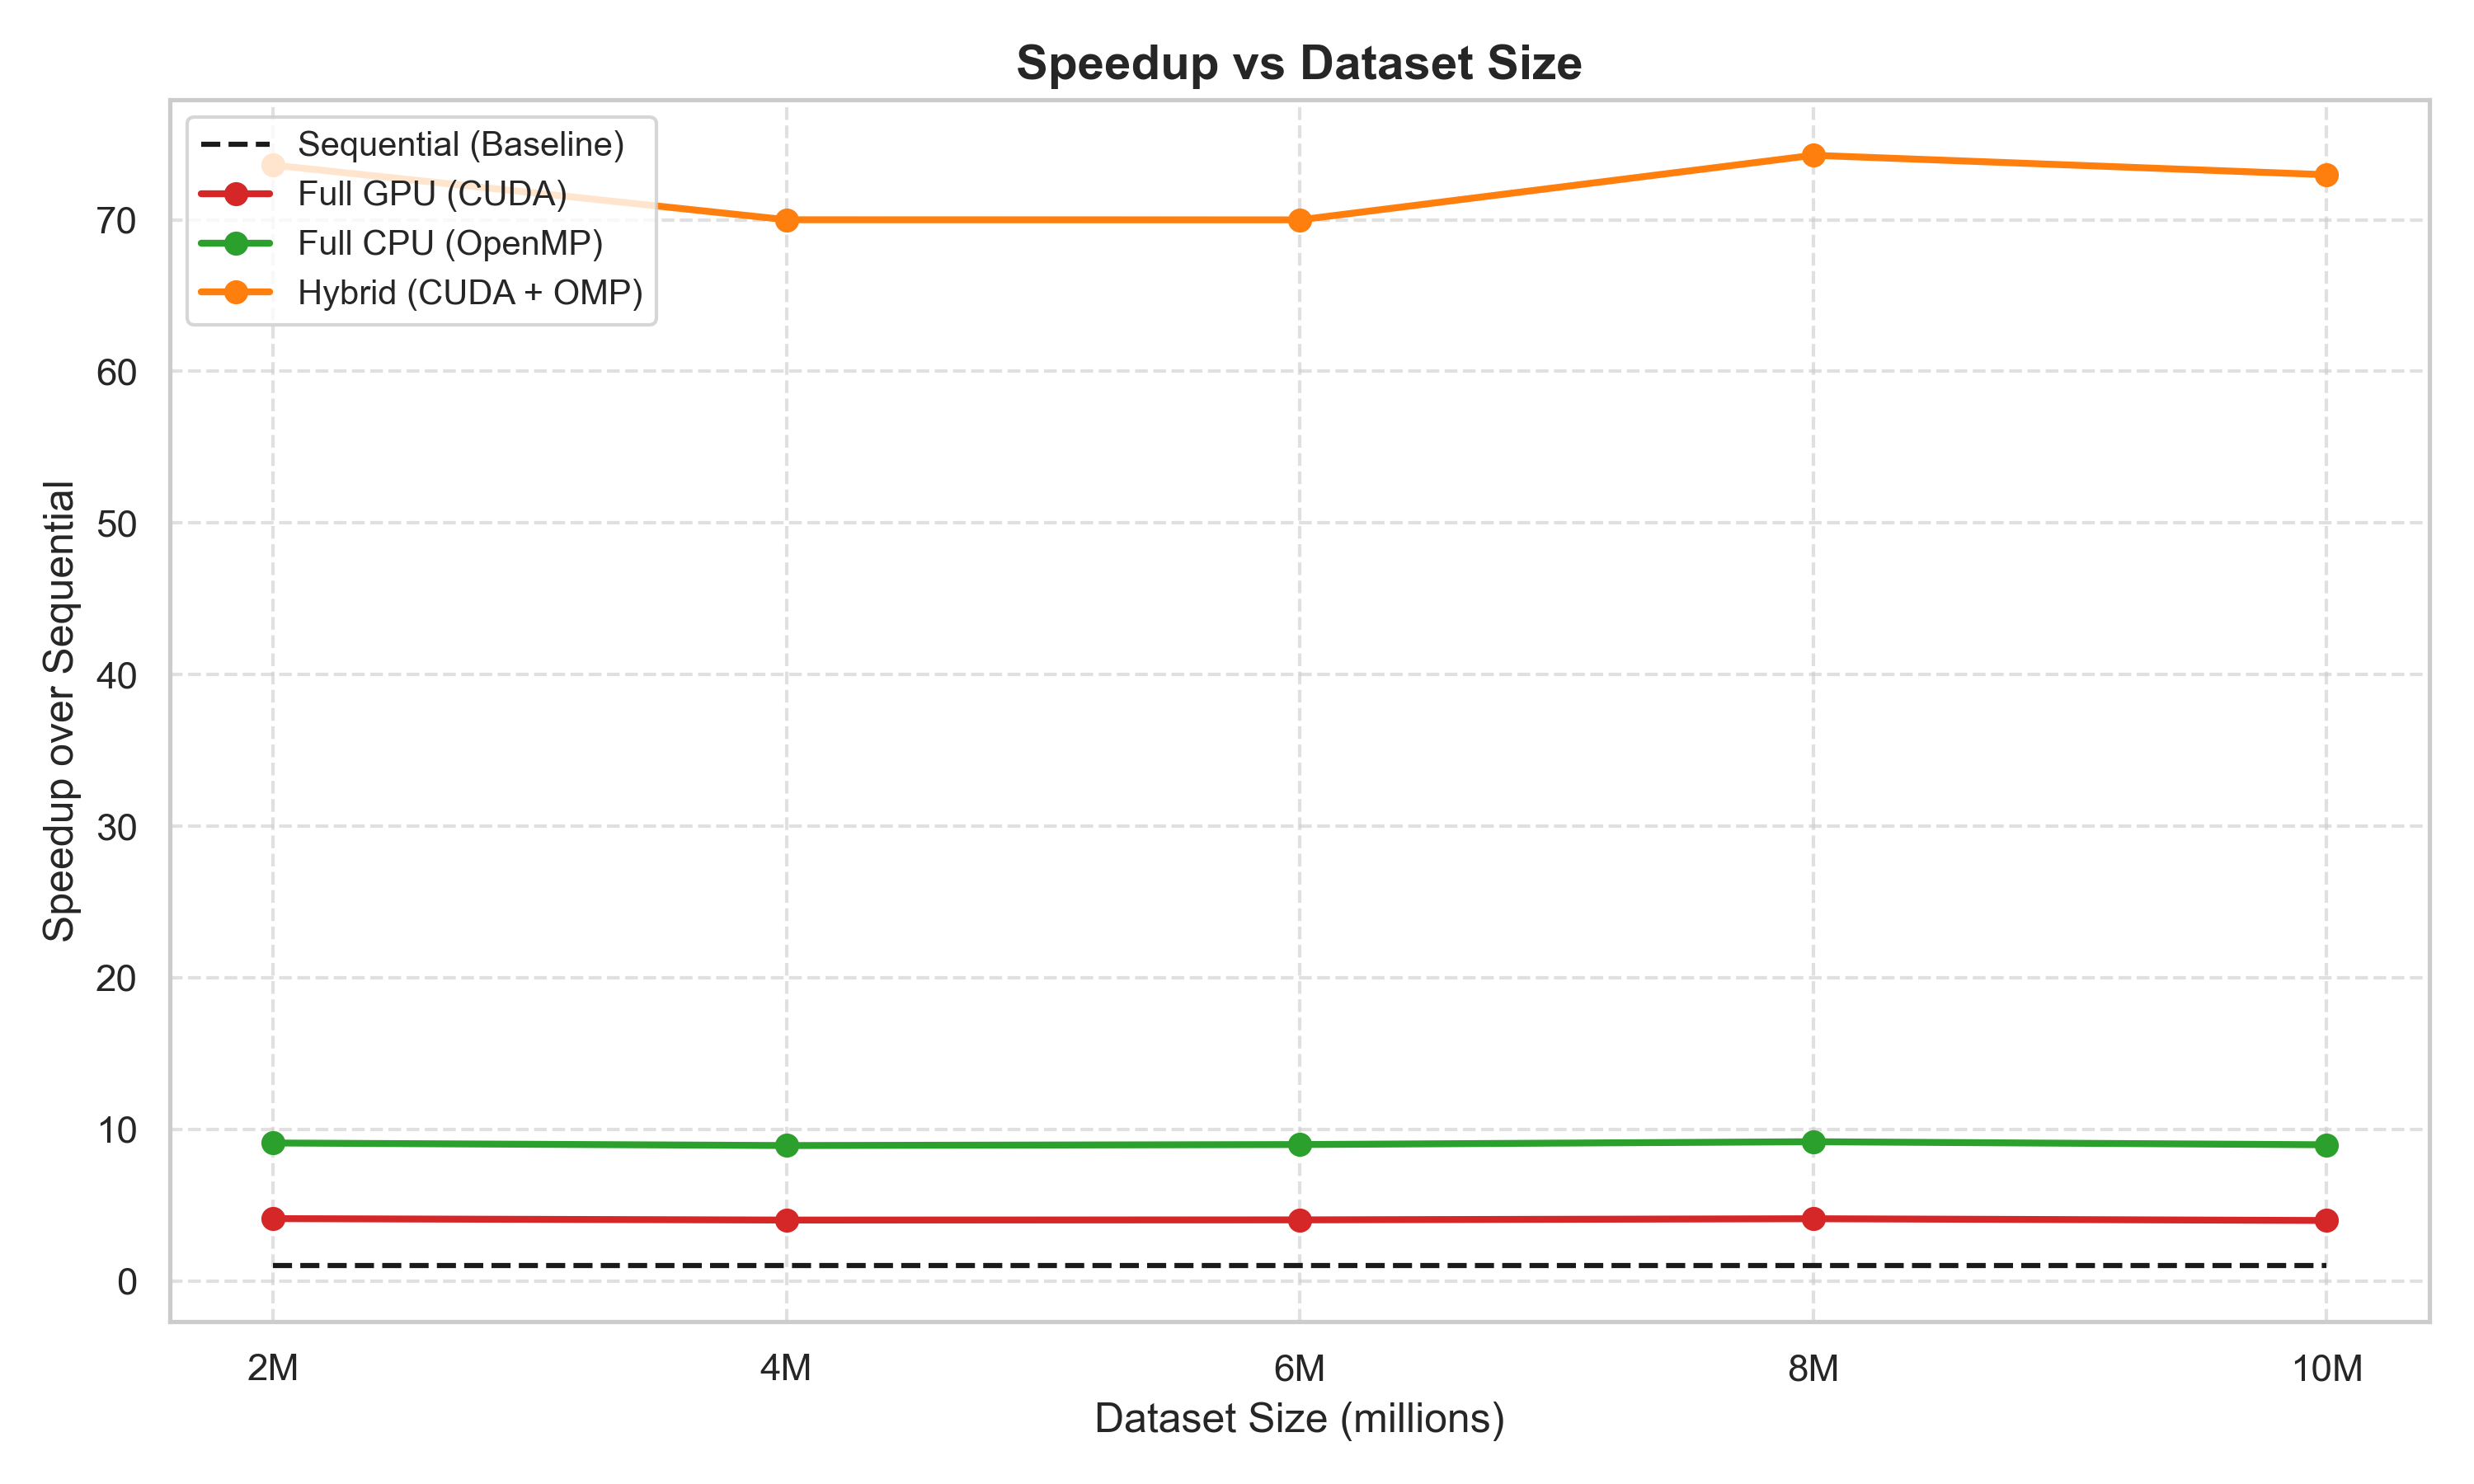 Speedup vs Dataset Size
Sequential (Baseline)
Full GPU (CUDA)
Full CPU (OpenMP)
Hybrid (CUDA + OMP)
Speedup over Sequential
70
60
50
40
30
20
10
0
2M 4M 6M 8M 10M
Dataset Size (millions)